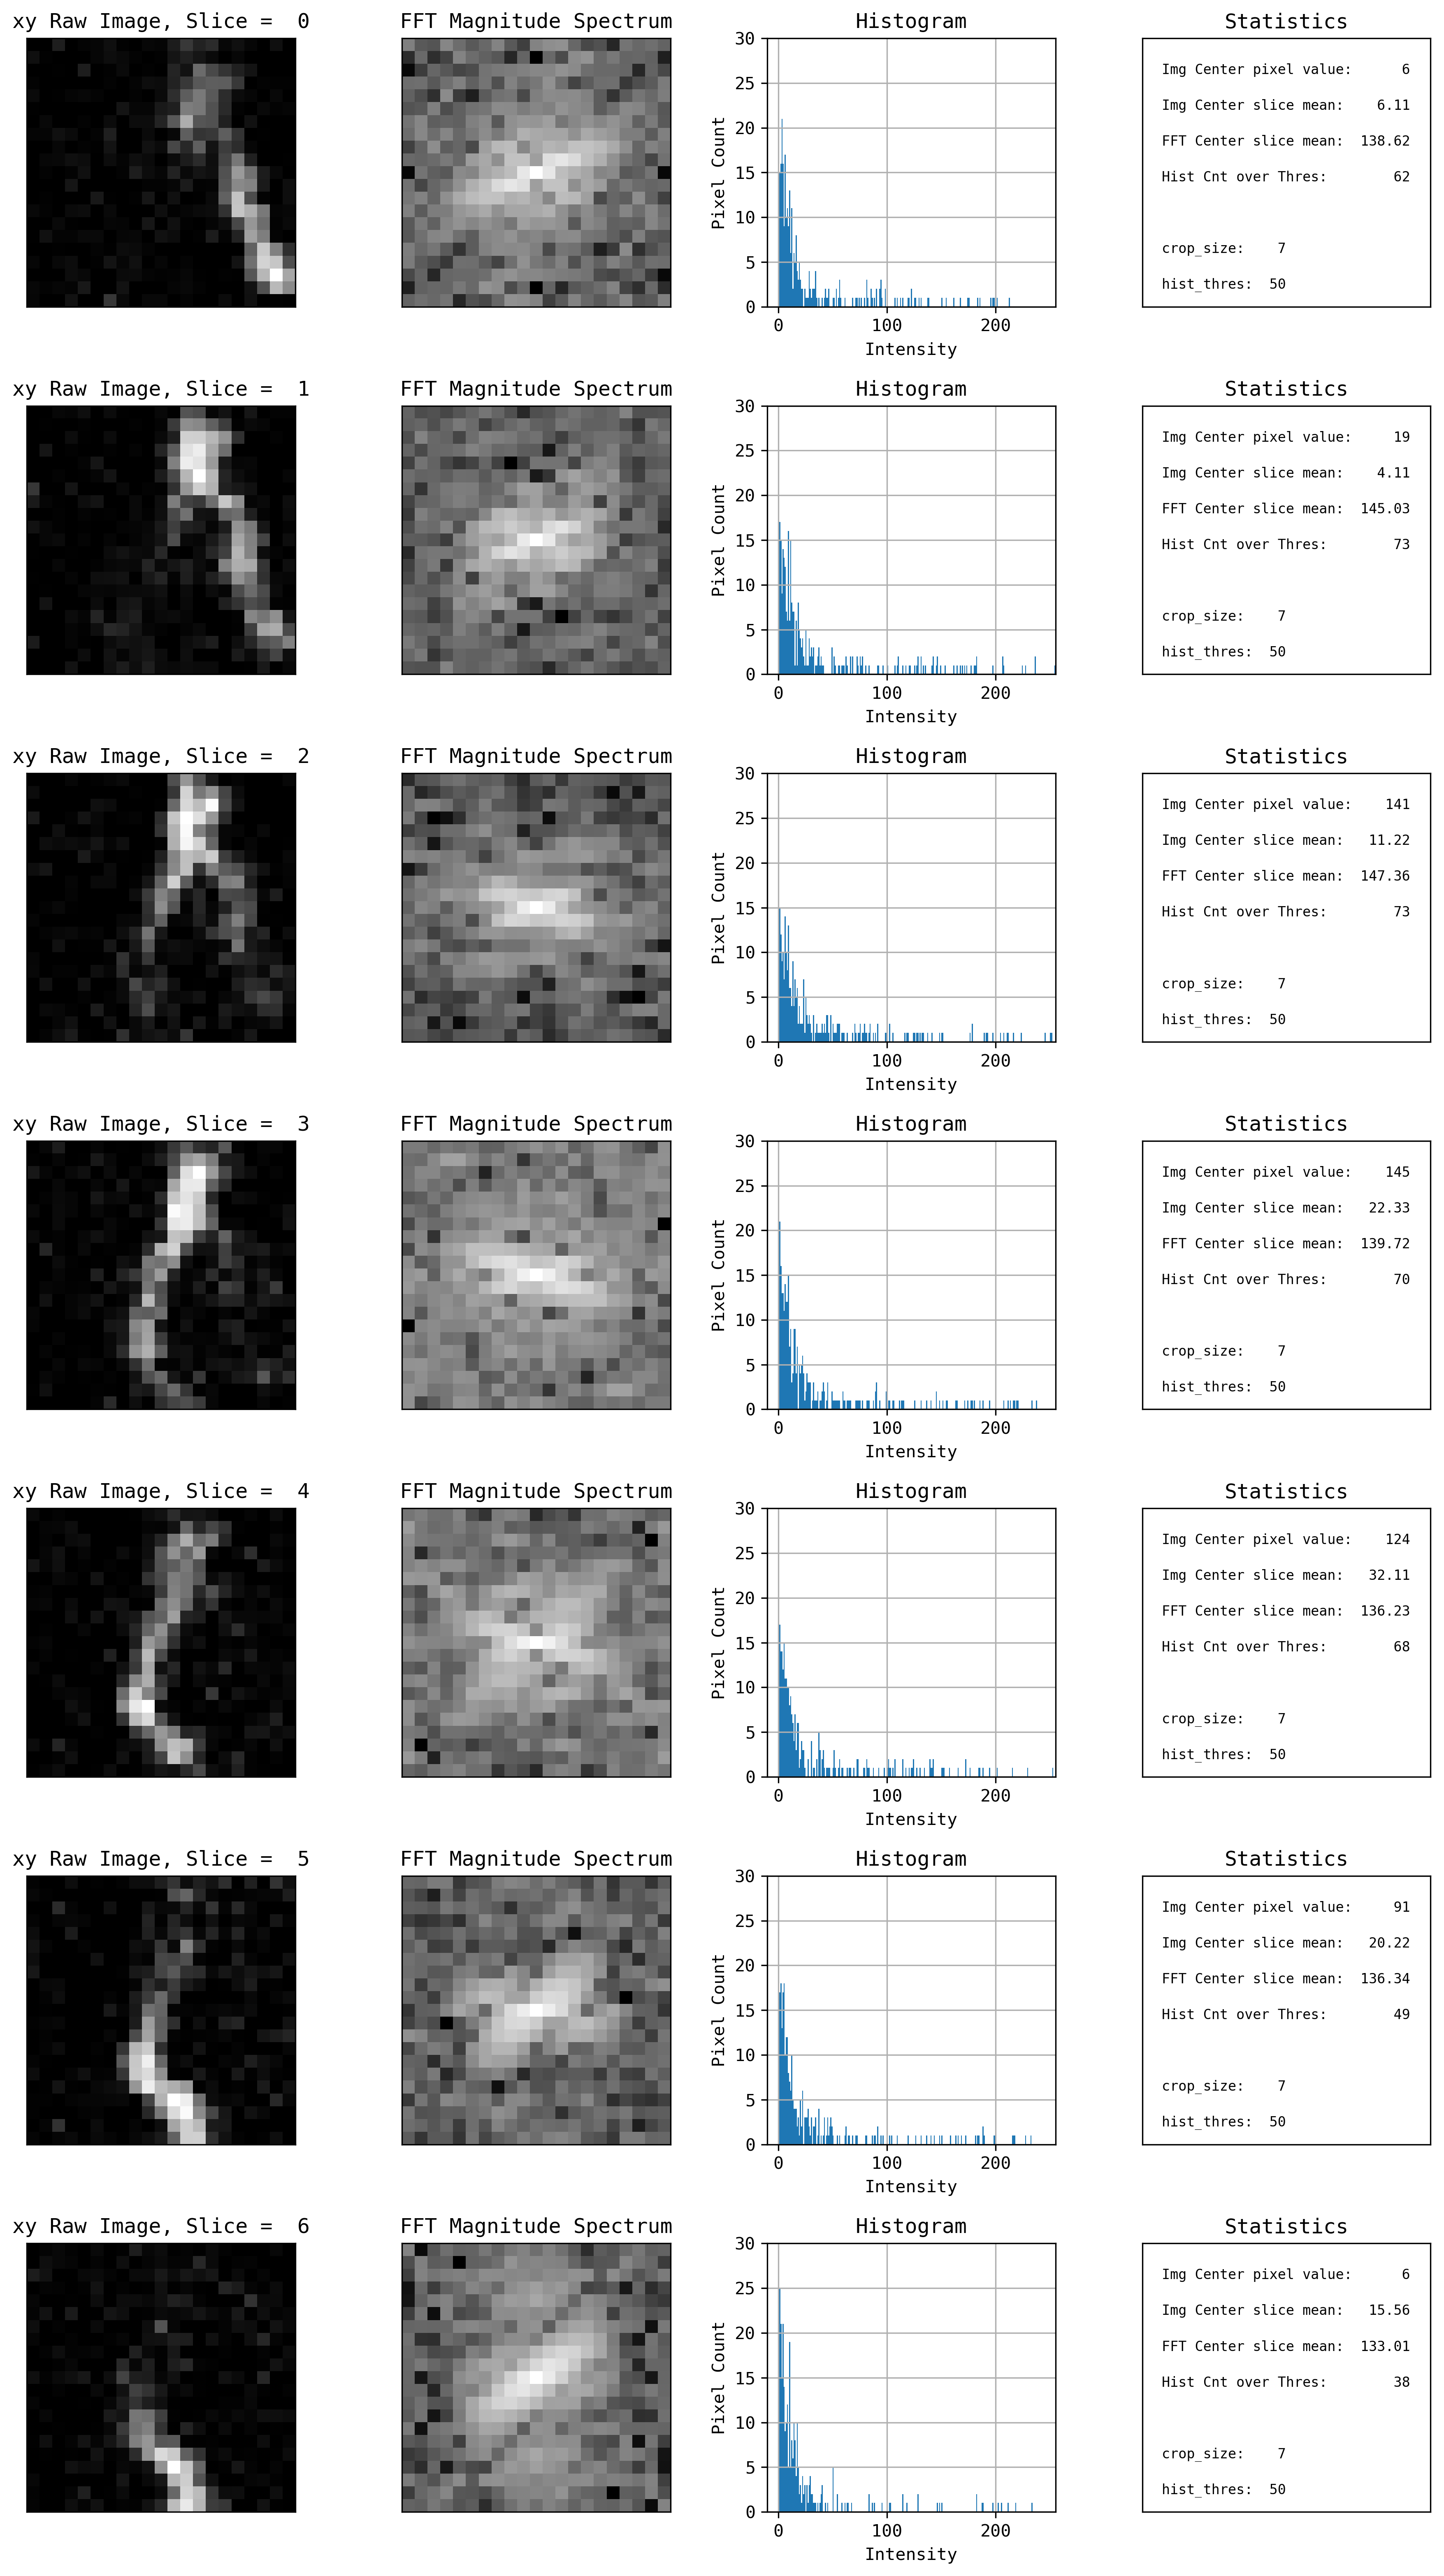 xy Raw Image, Slice =  0
FFT Magnitude Spectrum
Histogram
Statistics
30
25
20
15
10
5
0
Pixel Count
0 100 200
Intensity
Img Center pixel value: 6
Img Center slice mean: 6.11
FFT Center slice mean: 138.62
Hist Cnt over Thres: 62
crop_size: 7
hist_thres: 50
xy Raw Image, Slice =  1
FFT Magnitude Spectrum
Histogram
Statistics
30
25
20
15
10
5
0
Pixel Count
0 100 200
Intensity
Img Center pixel value: 19
Img Center slice mean: 4.11
FFT Center slice mean: 145.03
Hist Cnt over Thres: 73
crop_size: 7
hist_thres: 50
xy Raw Image, Slice =  2
FFT Magnitude Spectrum
Histogram
Statistics
30
25
20
15
10
5
0
Pixel Count
0 100 200
Intensity
Img Center pixel value: 141
Img Center slice mean: 11.22
FFT Center slice mean: 147.36
Hist Cnt over Thres: 73
crop_size: 7
hist_thres: 50
xy Raw Image, Slice =  3
FFT Magnitude Spectrum
Histogram
Statistics
30
25
20
15
10
5
0
Pixel Count
0 100 200
Intensity
Img Center pixel value: 145
Img Center slice mean: 22.33
FFT Center slice mean: 139.72
Hist Cnt over Thres: 70
crop_size: 7
hist_thres: 50
xy Raw Image, Slice =  4
FFT Magnitude Spectrum
Histogram
Statistics
30
25
20
15
10
5
0
Pixel Count
0 100 200
Intensity
Img Center pixel value: 124
Img Center slice mean: 32.11
FFT Center slice mean: 136.23
Hist Cnt over Thres: 68
crop_size: 7
hist_thres: 50
xy Raw Image, Slice =  5
FFT Magnitude Spectrum
Histogram
Statistics
30
25
20
15
10
5
0
Pixel Count
0 100 200
Intensity
Img Center pixel value: 91
Img Center slice mean: 20.22
FFT Center slice mean: 136.34
Hist Cnt over Thres: 49
crop_size: 7
hist_thres: 50
xy Raw Image, Slice =  6
FFT Magnitude Spectrum
Histogram
Statistics
30
25
20
15
10
5
0
Pixel Count
0 100 200
Intensity
Img Center pixel value: 6
Img Center slice mean: 15.56
FFT Center slice mean: 133.01
Hist Cnt over Thres: 38
crop_size: 7
hist_thres: 50